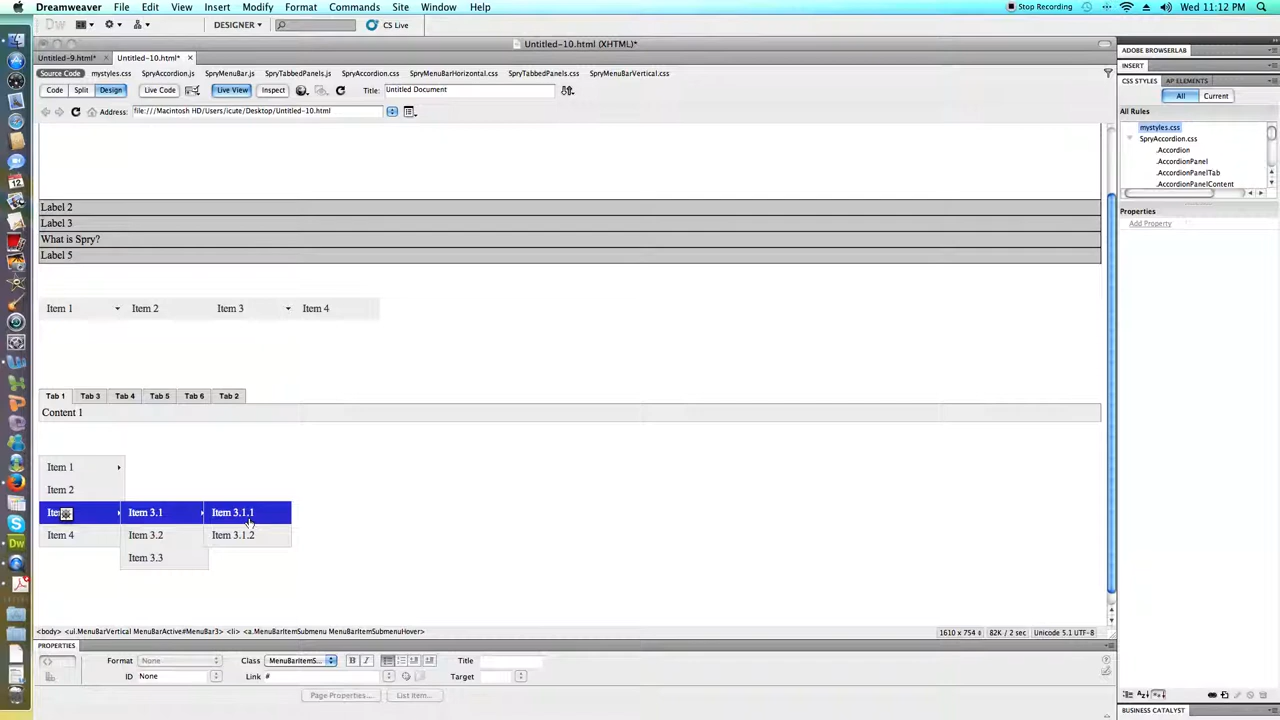 Dreamweaver File Edit View Insert Modify Format Commands Site Window Help Stop Recording Wed 11:12 PM
Dw DESIGNER CS Live
Untitled-10.html (XHTML)*
Untitled-9.html* Untitled-10.html*
ADOBE BROWSERLAB
Source Code mystyles.css SpryAccordion.js SpryMenuBar.js SpryTabbedPanels.js SpryAccordion.css SpryMenuBarHorizontal.css SpryTabbedPanels.css SpryMenuBarVertical.css
INSERT
CSS STYLES AP ELEMENTS
Code Split Design Live Code Live View Inspect Title: Untitled Document
All Current
Address: file:///Macintosh HD/Users/icute/Desktop/Untitled-10.html
All Rules
mystyles.css
SpryAccordion.css
.Accordion
.AccordionPanel
.AccordionPanelTab
.AccordionPanelContent
Properties
Add Property
Label 2
Label 3
What is Spry?
Label 5
Item 1 Item 2 Item 3 Item 4
Tab 1 Tab 3 Tab 4 Tab 5 Tab 6 Tab 2
Content 1
Item 1
Item 2
Item 3.1 Item 3.1.1
Item 4 Item 3.2 Item 3.1.2
Item 3.3
<body> <ul.MenuBarVertical MenuBarActive#MenuBar3> <li> <a.MenuBarItemSubmenu MenuBarItemSubmenuHover> 1610 x 754 82K / 2 sec Unicode 5.1 UTF-8
PROPERTIES
Format None Class MenuBarItemS... B I Title
ID None Link # Target
Page Properties... List Item...
BUSINESS CATALYST